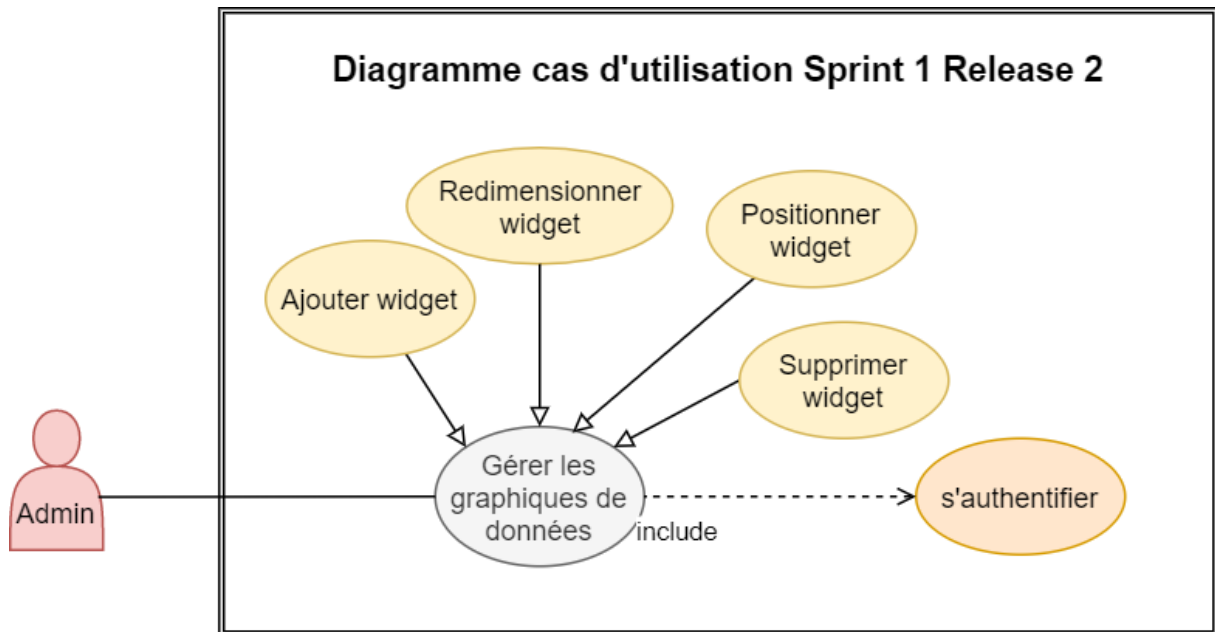 Diagramme cas d'utilisation Sprint 1 Release 2
Redimensionner
widget
Positionner
widget
Ajouter widget
Supprimer
widget
Gérer les
graphiques de
données
include
s'authentifier
Admin